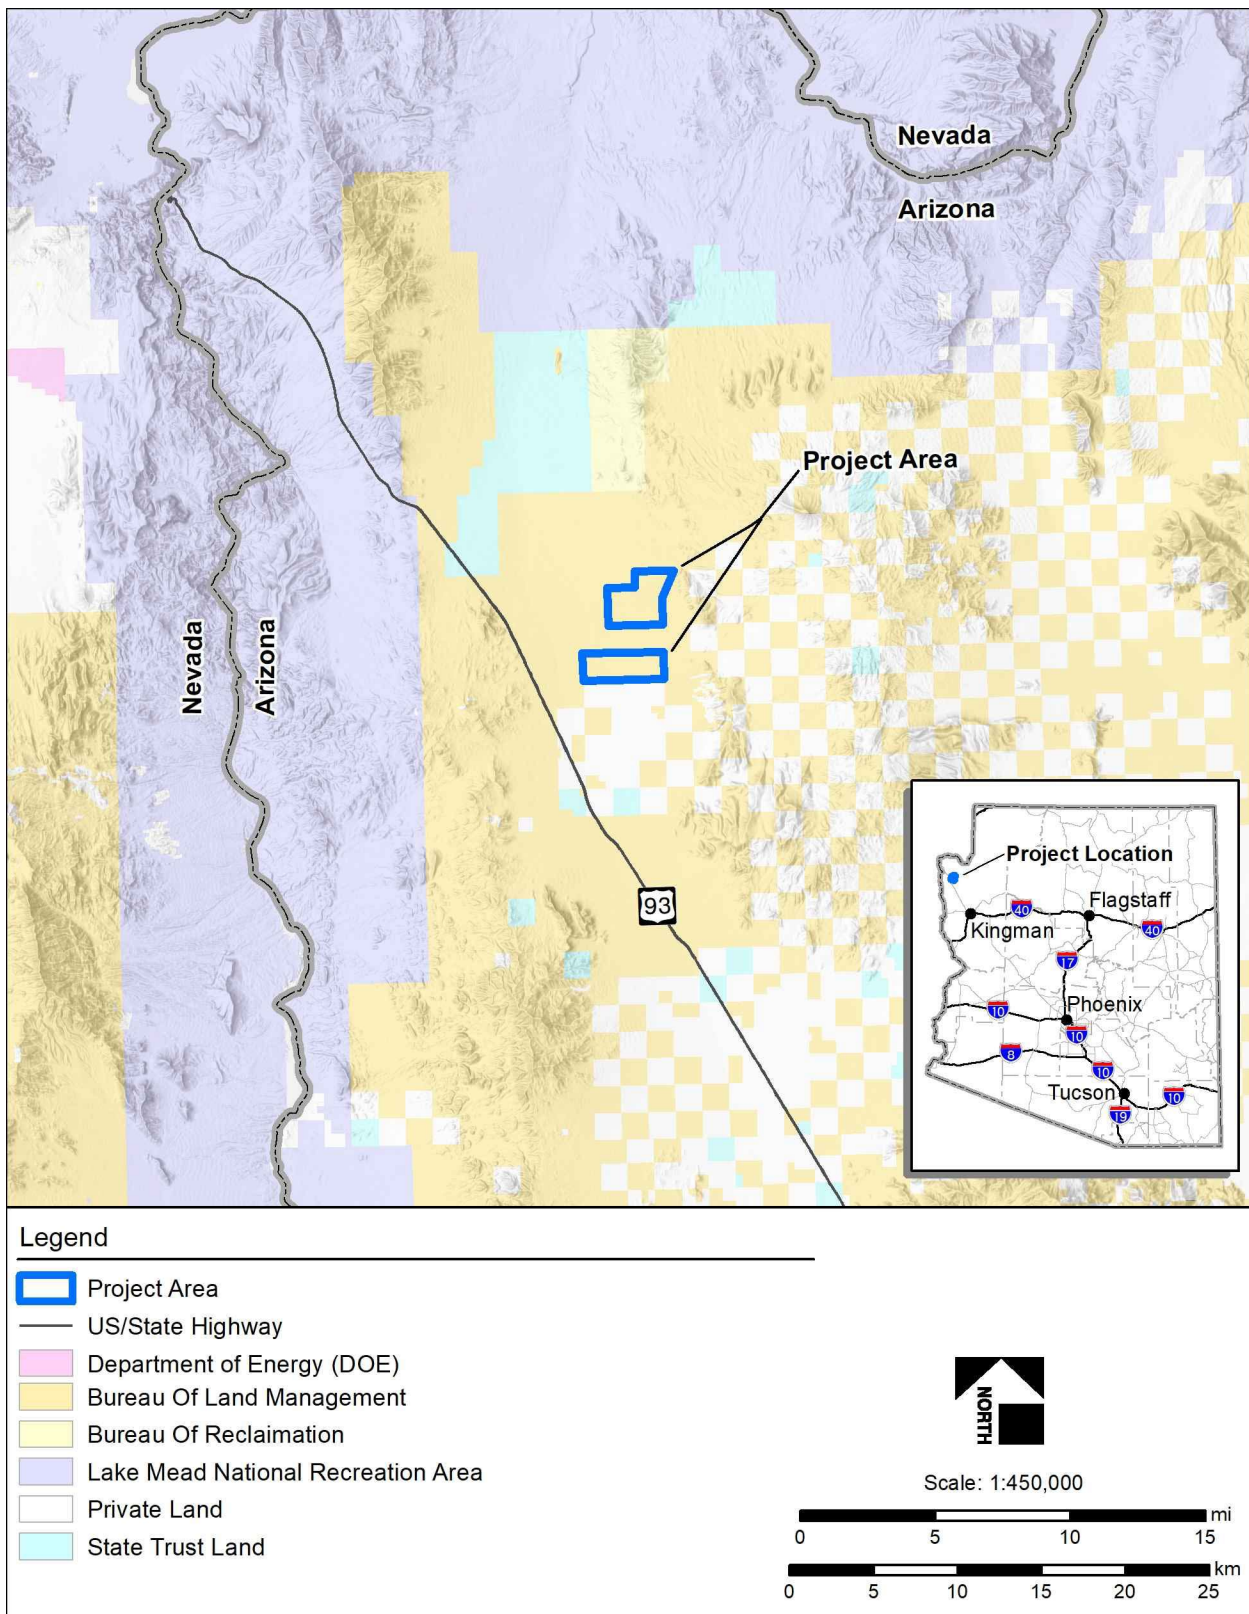 Nevada
Arizona
Project Area
Nevada
Arizona
93
Project Location
Flagstaff
40
Kingman
40
17
Phoenix
10
10
8
10
Tucson
10
19
Legend
Project Area
US/State Highway
Department of Energy (DOE)
Bureau Of Land Management
Bureau Of Reclaimation
Lake Mead National Recreation Area
Private Land
State Trust Land
NORTH
Scale: 1:450,000
mi
0 5 10 15
km
0 5 10 15 20 25